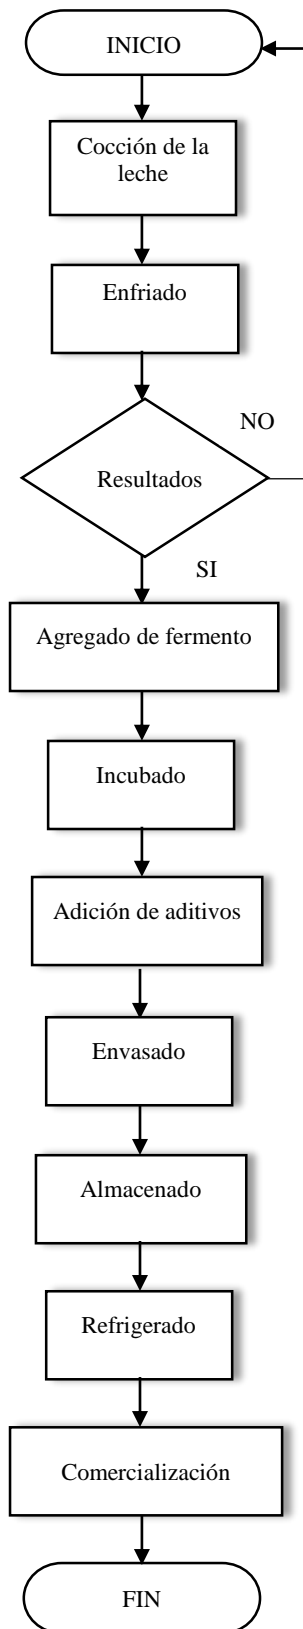 INICIO
Cocción de la
leche
Enfriado
NO
Resultados
SI
Agregado de fermento
Incubado
Adición de aditivos
Envasado
Almacenado
Refrigerado
Comercialización
FIN